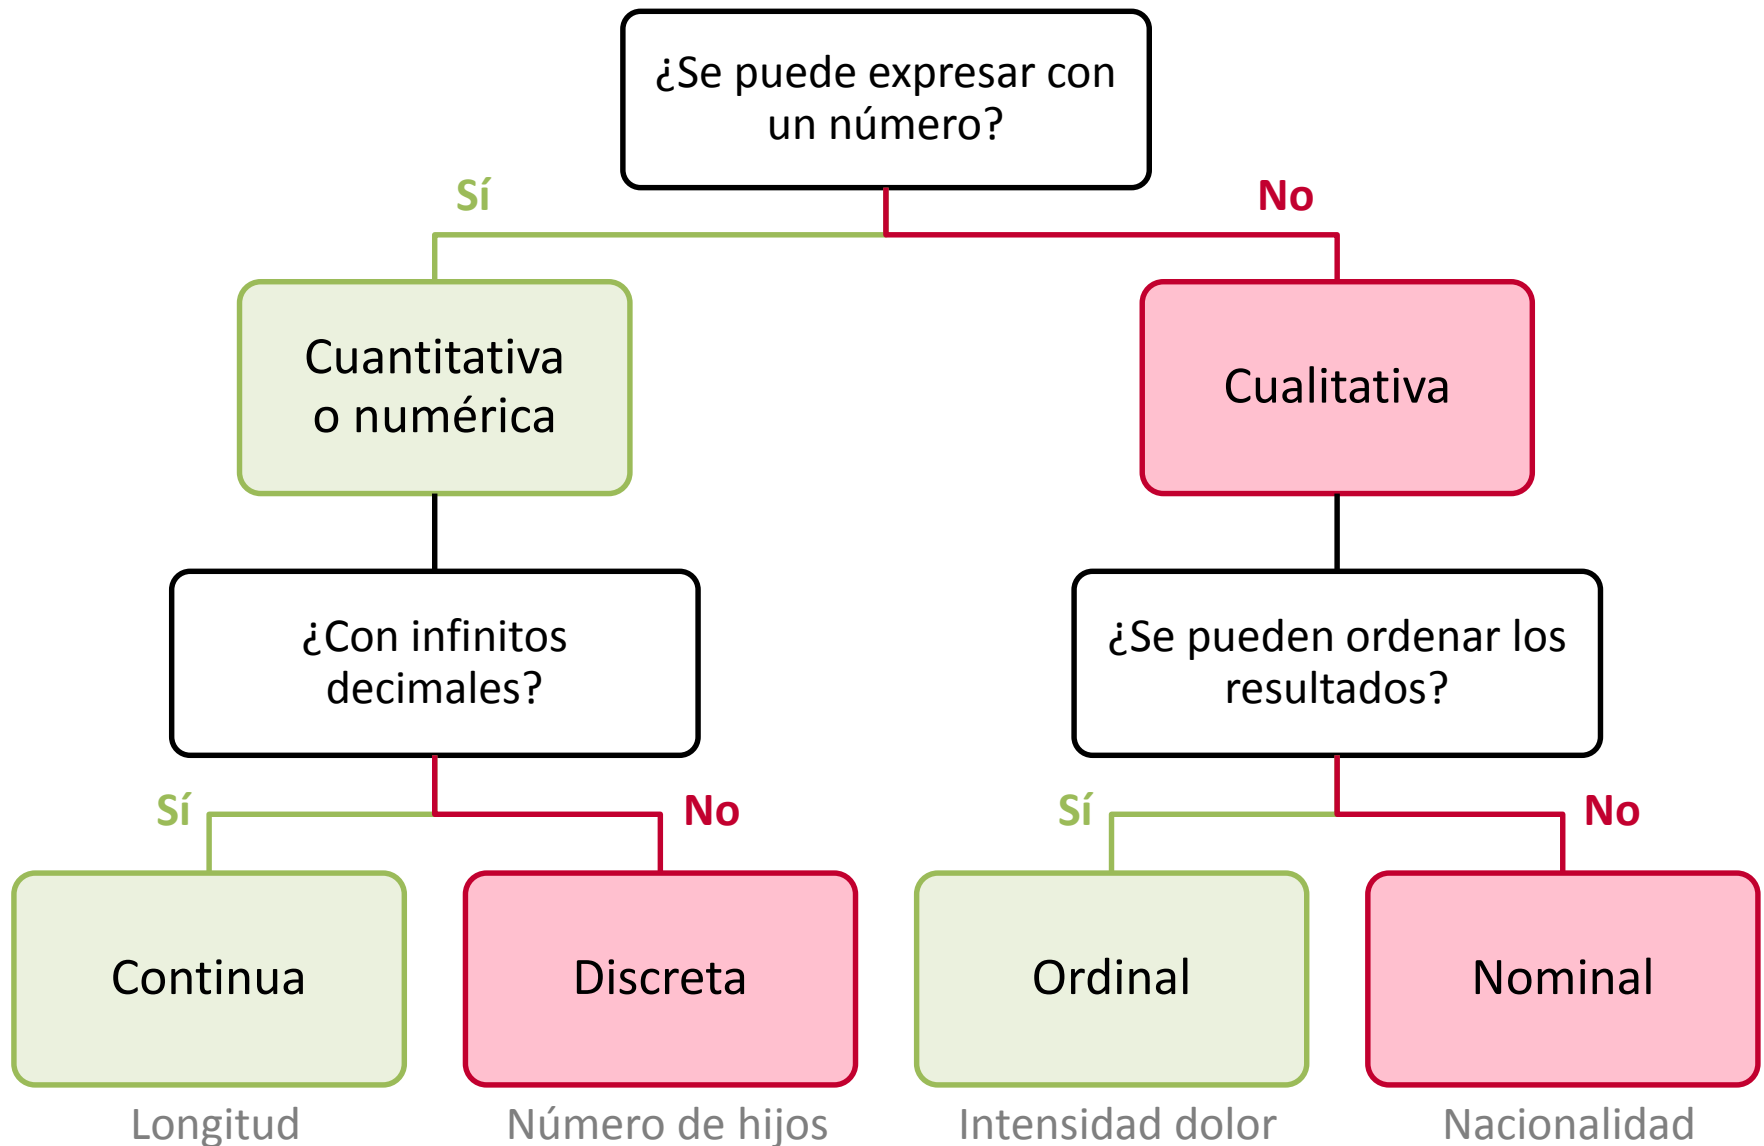 ¿Se puede expresar con
un número?
Sí
No
Cuantitativa
o numérica
Cualitativa
¿Con infinitos
decimales?
¿Se pueden ordenar los
resultados?
Sí
No
Sí
No
Continua
Discreta
Ordinal
Nominal
Longitud
Número de hijos
Intensidad dolor
Nacionalidad